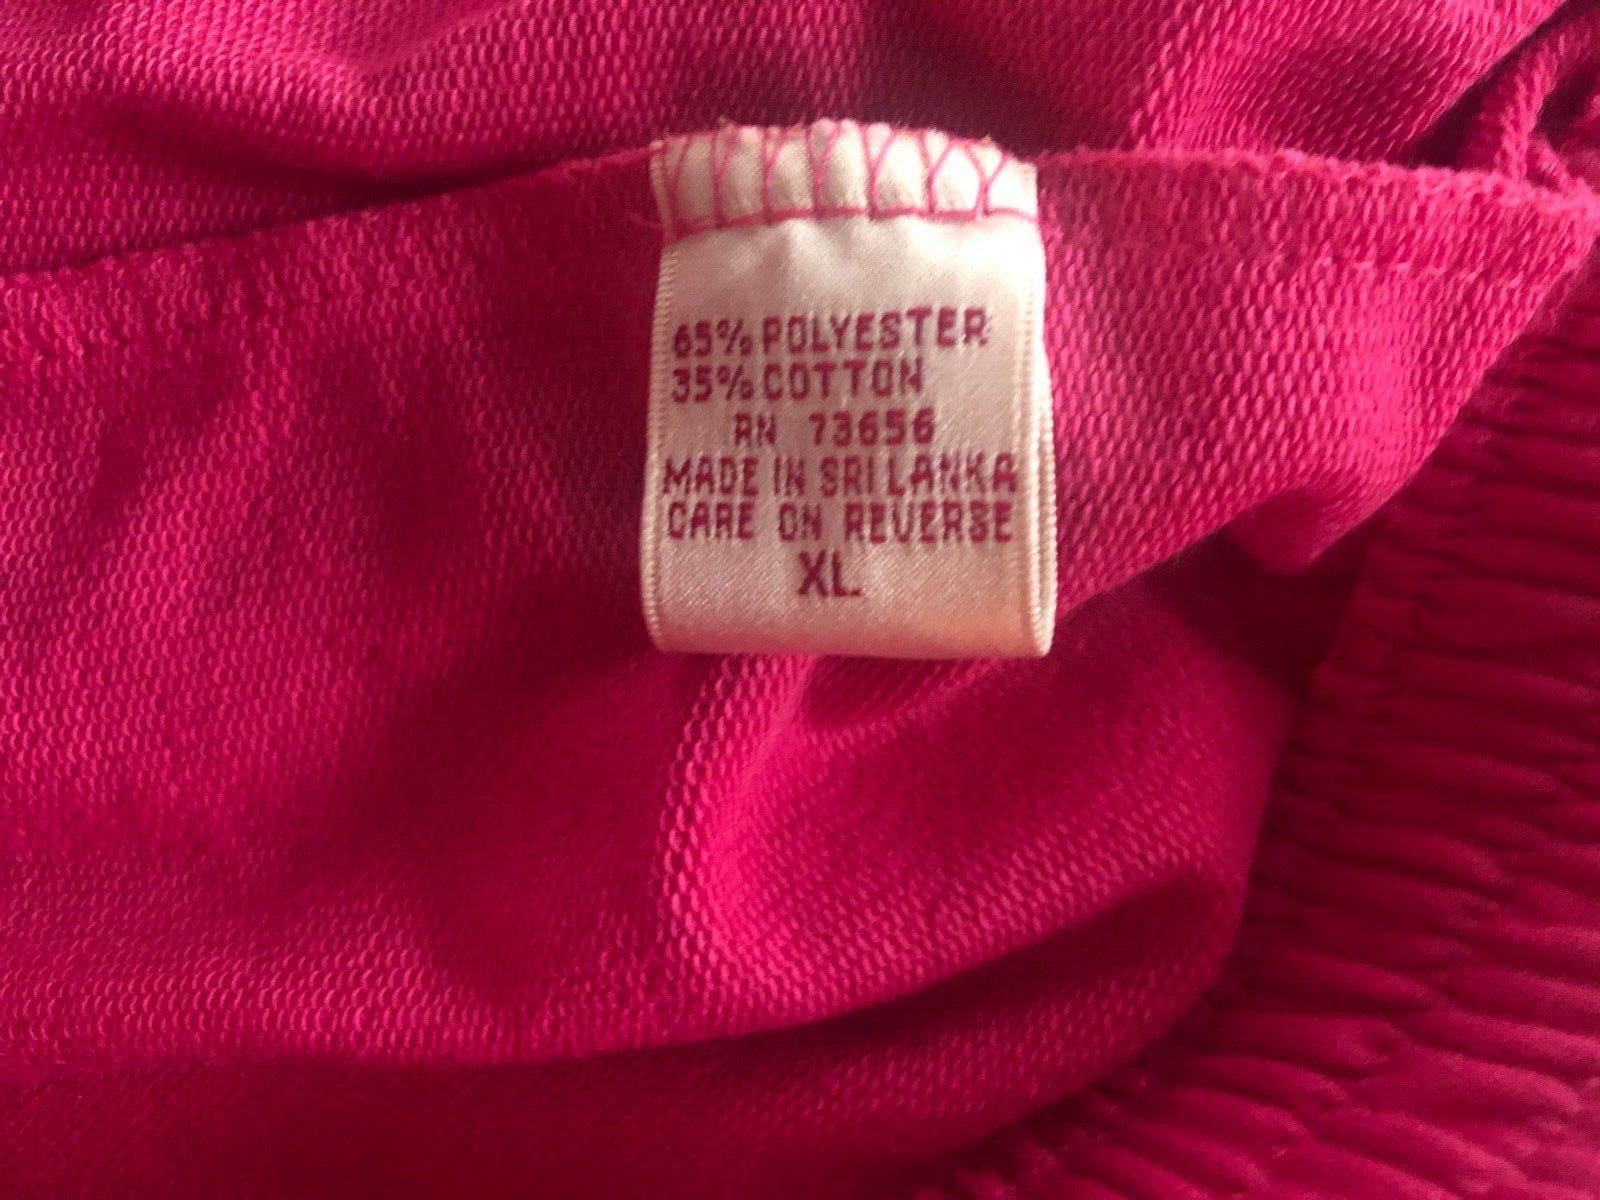 65% POLYESTER
35% COTTON
RN 73656
MADE IN SRI LANKA
CARE ON REVERSE
XL.